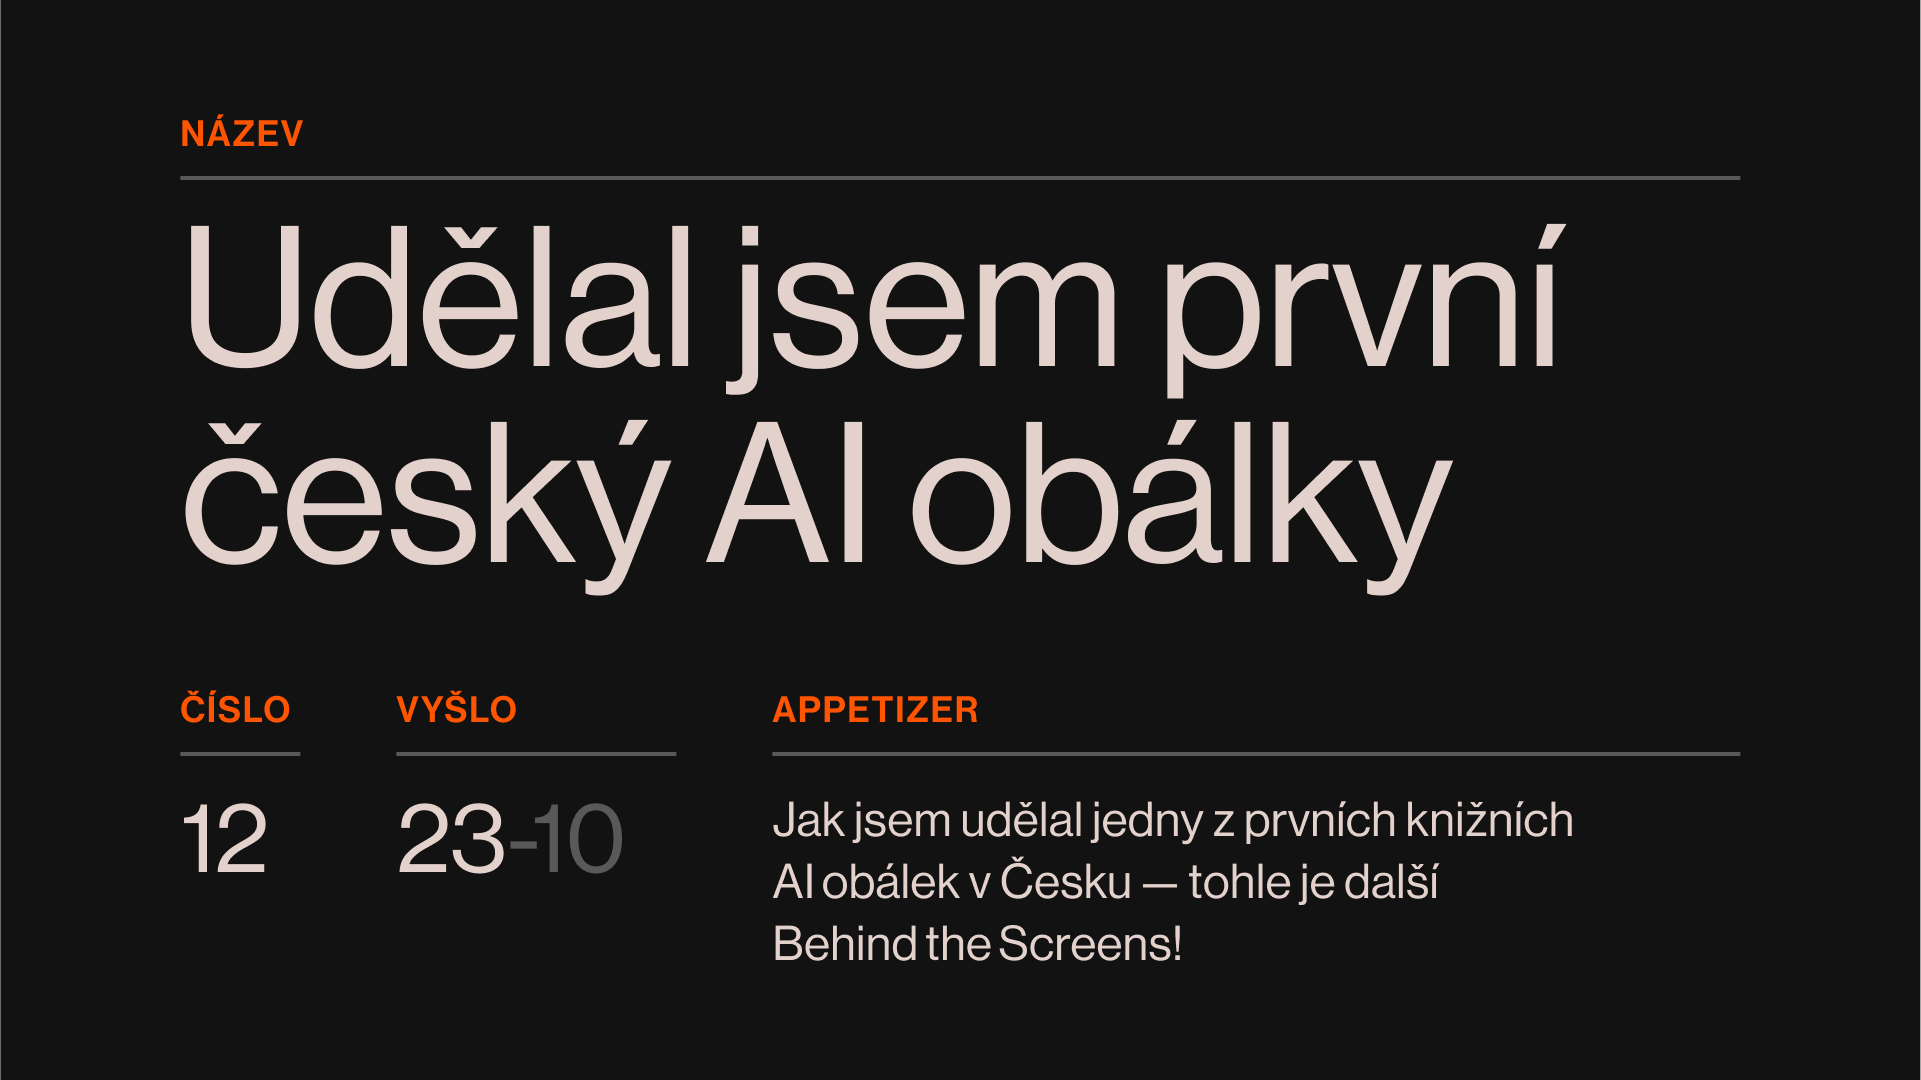 NÁZEV
Udělal jsem první
český AI obálky
ČÍSLO
12
VYŠLO
23-10
APPETIZER
Jak jsem udělal jedny z prvních knižních
AI obálek v Česku — tohle je další
Behind the Screens!